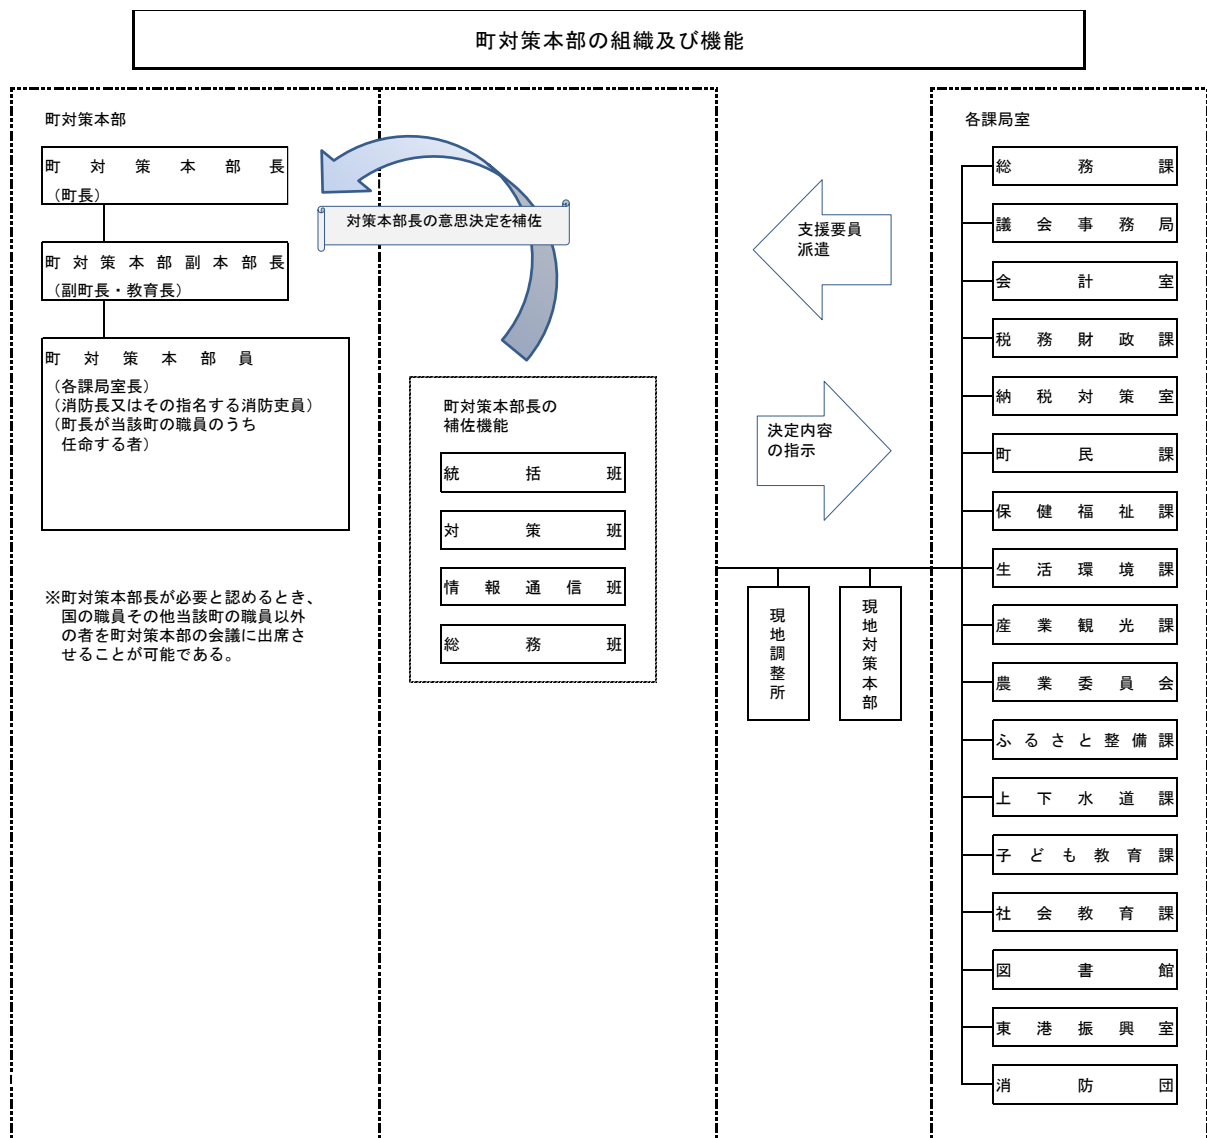 町対策本部の組織及び機能
町対策本部
町対策本部長
（町長）
町対策本部副本部長
（副町長・教育長）
町対策本部員
（各課局室長）
（消防長又はその指名する消防吏員）
（町長が当該町の職員のうち
任命する者）
※町対策本部長が必要と認めるとき、
国の職員その他当該町の職員以外
の者を町対策本部の会議に出席さ
せることが可能である。
対策本部長の意思決定を補佐
町対策本部長の
補佐機能
統括班
対策班
情報通信班
総務班
支援要員
派遣
決定内容
の指示
現地調整所
現地対策本部
各課局室
総務課
議会事務局
会計室
税務財政課
納税対策室
町民課
保健福祉課
生活環境課
産業観光課
農業委員会
ふるさと整備課
上下水道課
子ども教育課
社会教育課
図書館
東港振興室
消防団